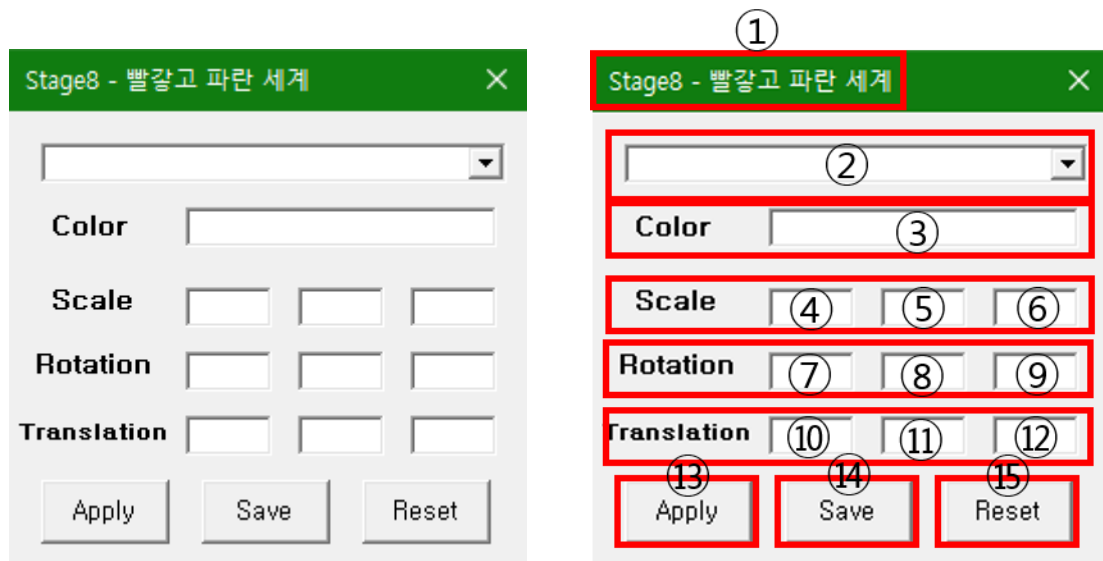 ①
Stage8 - 빨갛고 파란 세계
Color
Scale
Rotation
Translation
Apply Save Reset
Stage8 - 빨갛고 파란 세계
②
Color ③
Scale ④ ⑤ ⑥
Rotation ⑦ ⑧ ⑨
Translation ⑩ ⑪ ⑫
⑬ ⑭ ⑮
Apply Save Reset